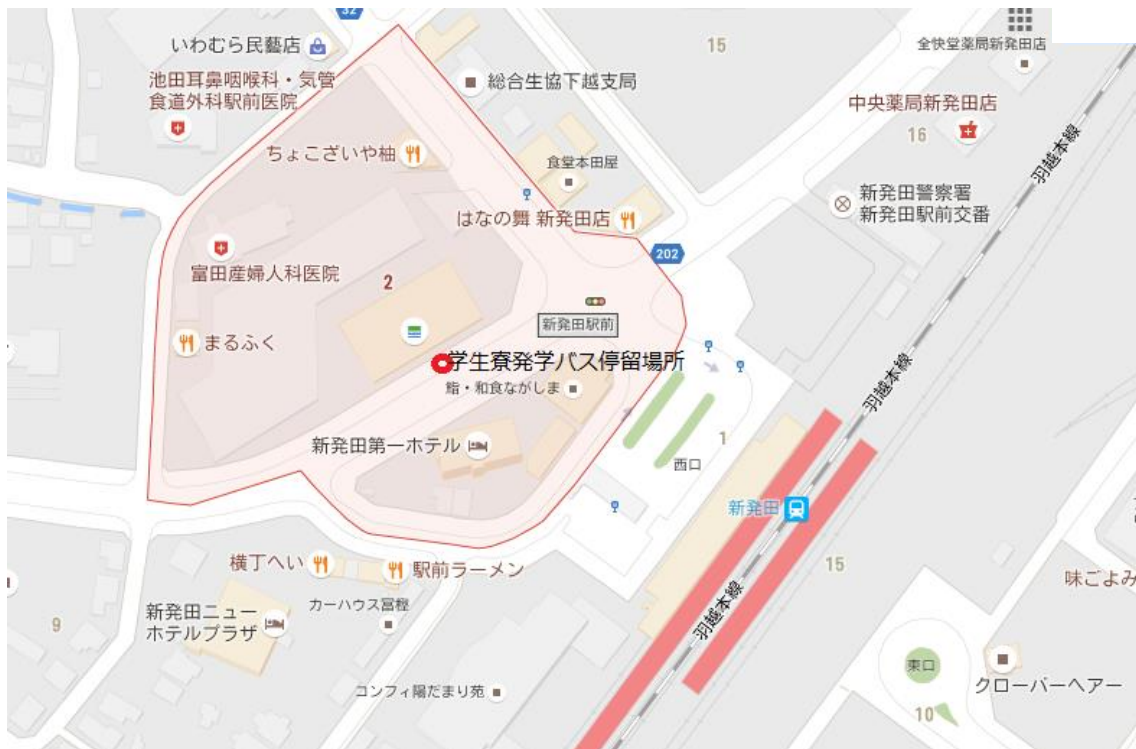 32
いわむら民藝店
池田耳鼻咽喉科・気管
食道外科駅前医院
総合生協下越支局
15
全快堂薬局新発田店
中央薬局新発田店
16
ちょこざいや柚
食堂本田屋
羽越本線
新発田警察署
新発田駅前交番
はなの舞 新発田店
202
富田産婦人科医院
2
新発田駅前
まるふく
学生寮発学バス停留場所
鮨・和食ながしま
羽越本線
新発田第一ホテル
1
西口
新発田
横丁へい
駅前ラーメン
15
味ごよみ
新発田ニュー
ホテルプラザ
カーハウス冨樫
9
羽越本線
東口
クローバーヘアー
コンフィ陽だまり苑
10